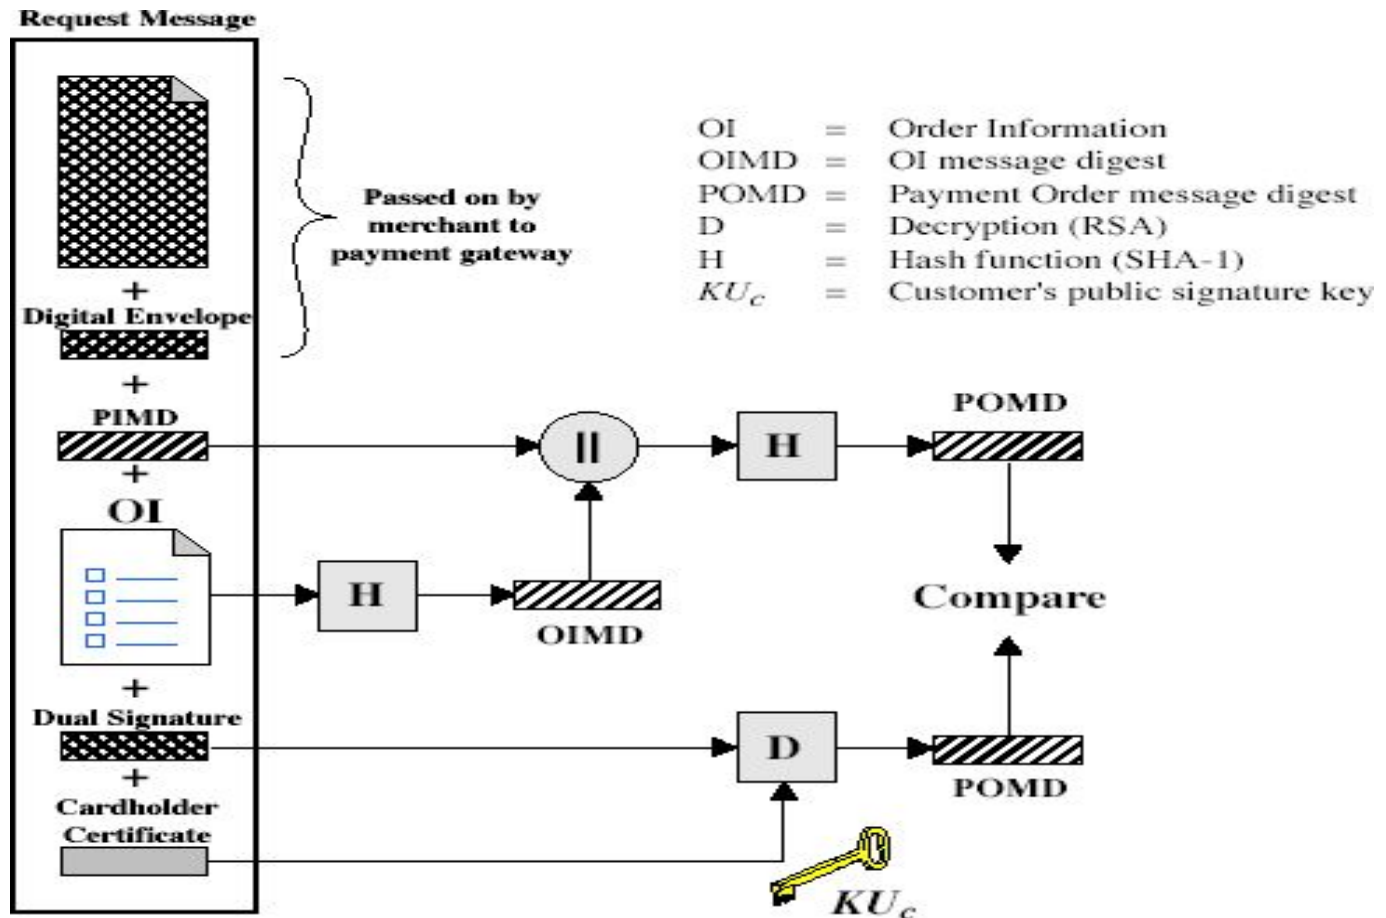 Request Message
+
Digital Envelope
+
PIMD
+
OI
+
Dual Signature
+
Cardholder
Certificate
Passed on by
merchant to
payment gateway
OI = Order Information
OIMD = OI message digest
POMD = Payment Order message digest
D = Decryption (RSA)
H = Hash function (SHA-1)
KUc = Customer's public signature key
||
H
POMD
H
OIMD
Compare
D
POMD
KUc